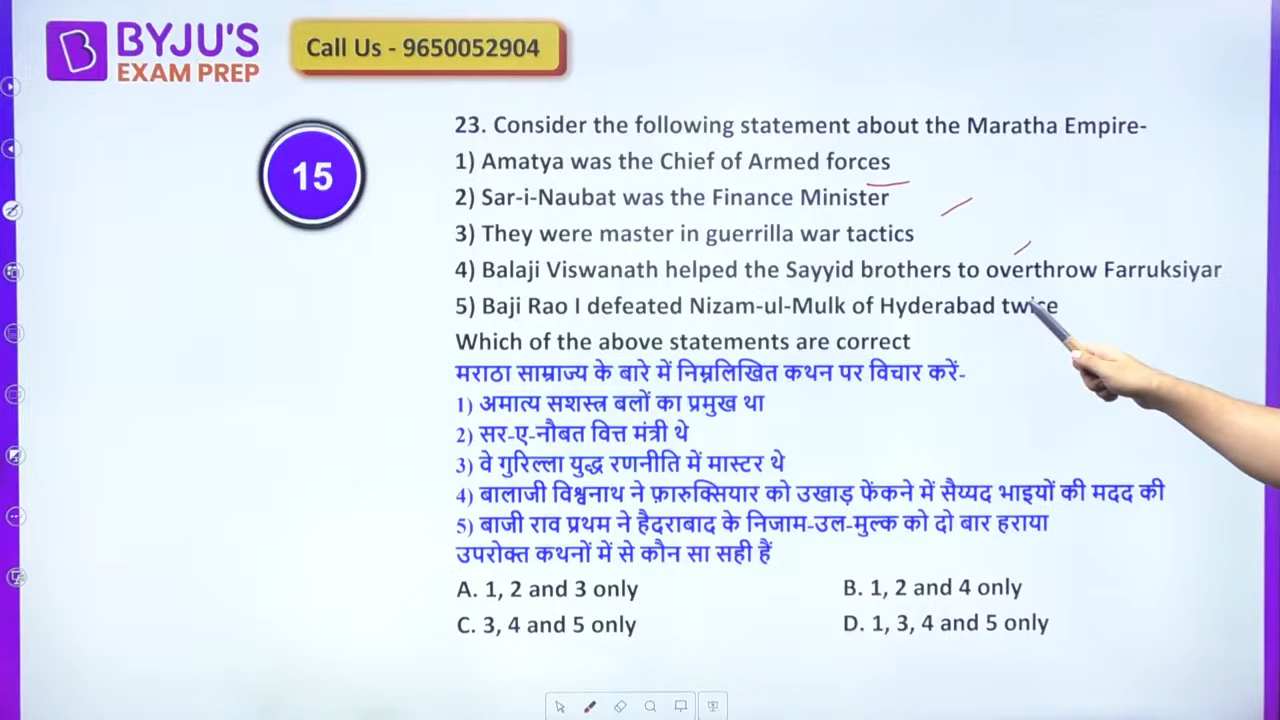 BYJU'S
EXAM PREP
Call Us - 9650052904
15
23. Consider the following statement about the Maratha Empire-
1) Amatya was the Chief of Armed forces
2) Sar-i-Naubat was the Finance Minister
3) They were master in guerrilla war tactics
4) Balaji Viswanath helped the Sayyid brothers to overthrow Farruksiyar
5) Baji Rao I defeated Nizam-ul-Mulk of Hyderabad twice
Which of the above statements are correct
मराठा साम्राज्य के बारे में निम्नलिखित कथन पर विचार करें-
1) अमात्य सशस्त्र बलों का प्रमुख था
2) सर-ए-नौबत वित्त मंत्री थे
3) वे गुरिल्ला युद्ध रणनीति में मास्टर थे
4) बालाजी विश्वनाथ ने फ़ारुक्सियार को उखाड़ फेंकने में सैय्यद भाइयों की मदद की
5) बाजी राव प्रथम ने हैदराबाद के निजाम-उल-मुल्क को दो बार हराया
उपरोक्त कथनों में से कौन सा सही हैं
A. 1, 2 and 3 only
B. 1, 2 and 4 only
C. 3, 4 and 5 only
D. 1, 3, 4 and 5 only